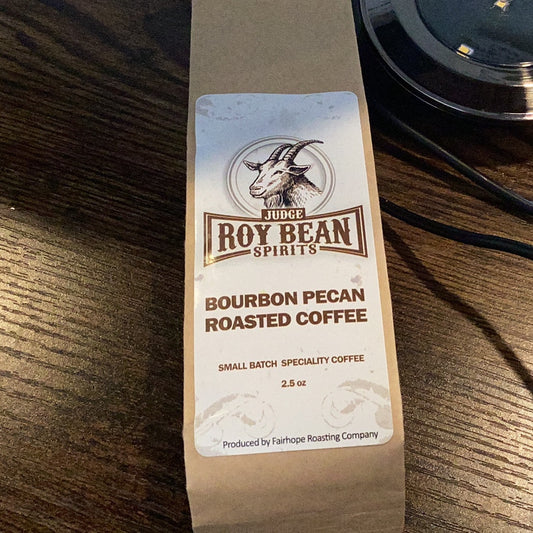 JUDGE
ROY BEAN
SPIRITS
BOURBON PECAN
ROASTED COFFEE
SMALL BATCH SPECIALITY COFFEE
2.5 oz
Produced by Fairhope Roasting Company